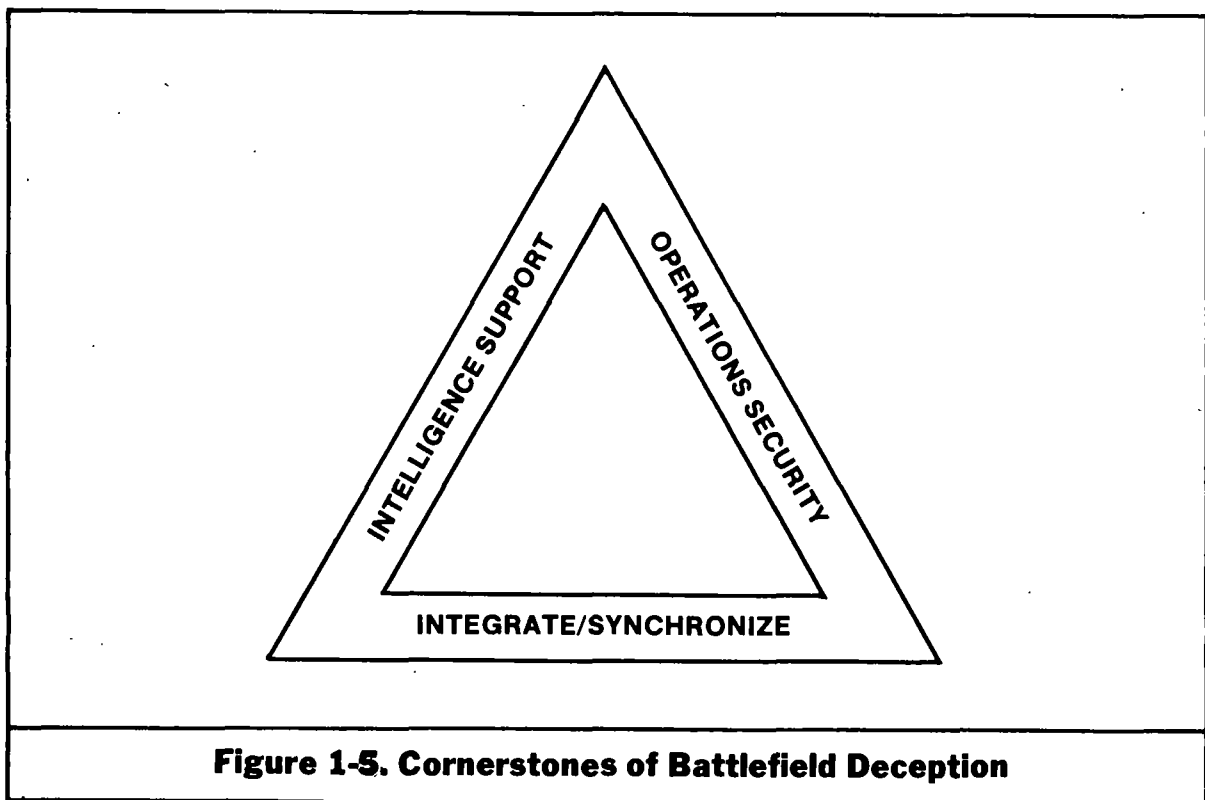 INTELLIGENCE SUPPORT
OPERATIONS SECURITY
INTEGRATE/SYNCHRONIZE
Figure 1-5. Cornerstones of Battlefield Deception